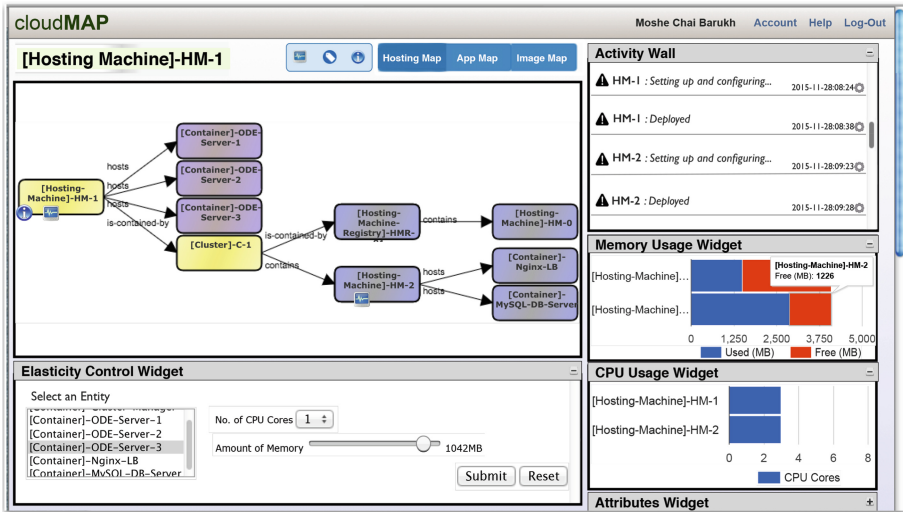 cloudMAP
Moshe Chai Barukh Account Help Log-Out
[Hosting Machine]-HM-1
Hosting Map App Map Image Map
[Hosting-
Machine]-HM-1
hosts
hosts
hosts
is-contained-by
[Container]-ODE-
Server-1
[Container]-ODE-
Server-2
[Container]-ODE-
Server-3
[Cluster]-C-1
is-contained-by
contains
[Hosting-
Machine-
Registry]-HMR-
contains
[Hosting-
Machine]-HM-0
[Hosting-
Machine]-HM-2
hosts
hosts
[Container]-
Nginx-LB
[Container]-
MySQL-DB-Server
Elasticity Control Widget
Select an Entity
[Container]-Cluster-Manager
[Container]-ODE-Server-1
[Container]-ODE-Server-2
[Container]-ODE-Server-3
[Container]-Nginx-LB
[Container]-MySQL-DB-Server
No. of CPU Cores 1
Amount of Memory 1042MB
Submit Reset
Activity Wall
HM-1 : Setting up and configuring...
2015-11-28:08:24
HM-1 : Deployed
2015-11-28:08:38
HM-2 : Setting up and configuring...
2015-11-28:09:23
HM-2 : Deployed
2015-11-28:09:28
Memory Usage Widget
[Hosting-Machine]...
[Hosting-Machine]...
[Hosting-Machine]-HM-2
Free (MB): 1226
0 1,250 2,500 3,750 5,000
Used (MB) Free (MB)
CPU Usage Widget
[Hosting-Machine]-HM-1
[Hosting-Machine]-HM-2
0 2 4 6 8
CPU Cores
Attributes Widget